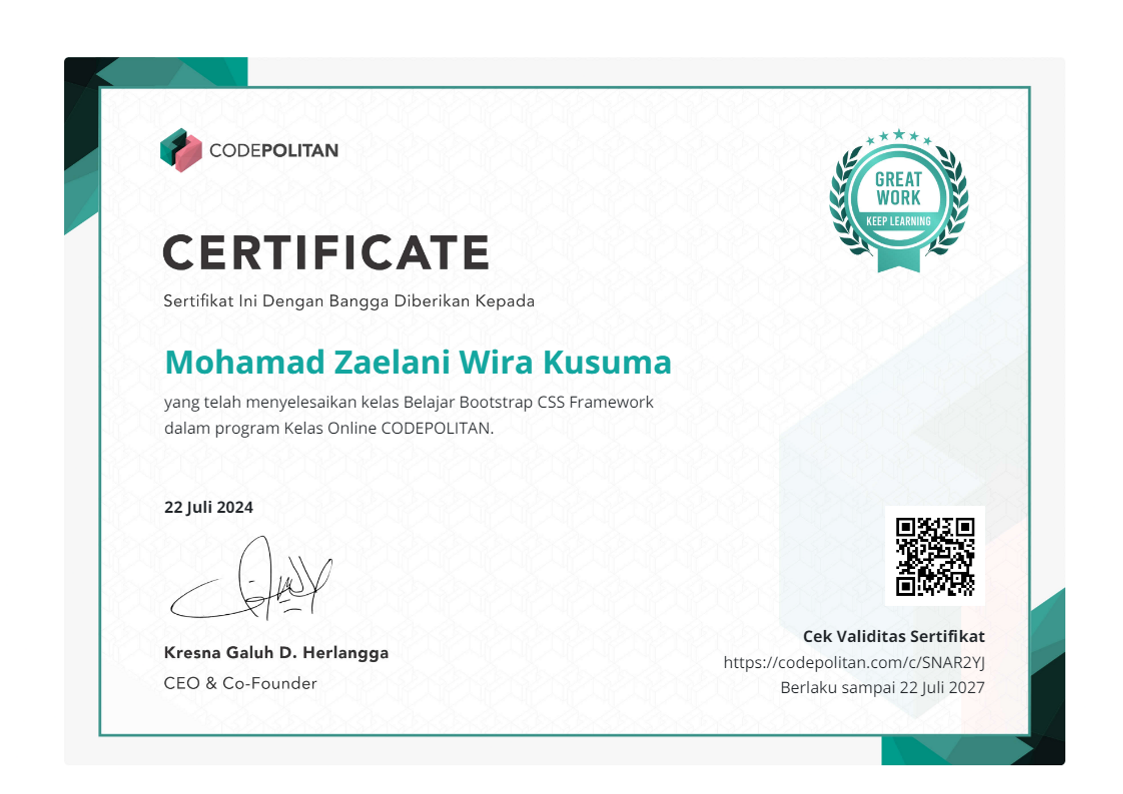 CODEPOLITAN
GREAT
WORK
KEEP LEARNING
CERTIFICATE
Sertifikat Ini Dengan Bangga Diberikan Kepada
Mohamad Zaelani Wira Kusuma
yang telah menyelesaikan kelas Belajar Bootstrap CSS Framework
dalam program Kelas Online CODEPOLITAN.
22 Juli 2024
Kresna Galuh D. Herlangga
CEO & Co-Founder
Cek Validitas Sertifikat
https://codepolitan.com/c/SNAR2YJ
Berlaku sampai 22 Juli 2027